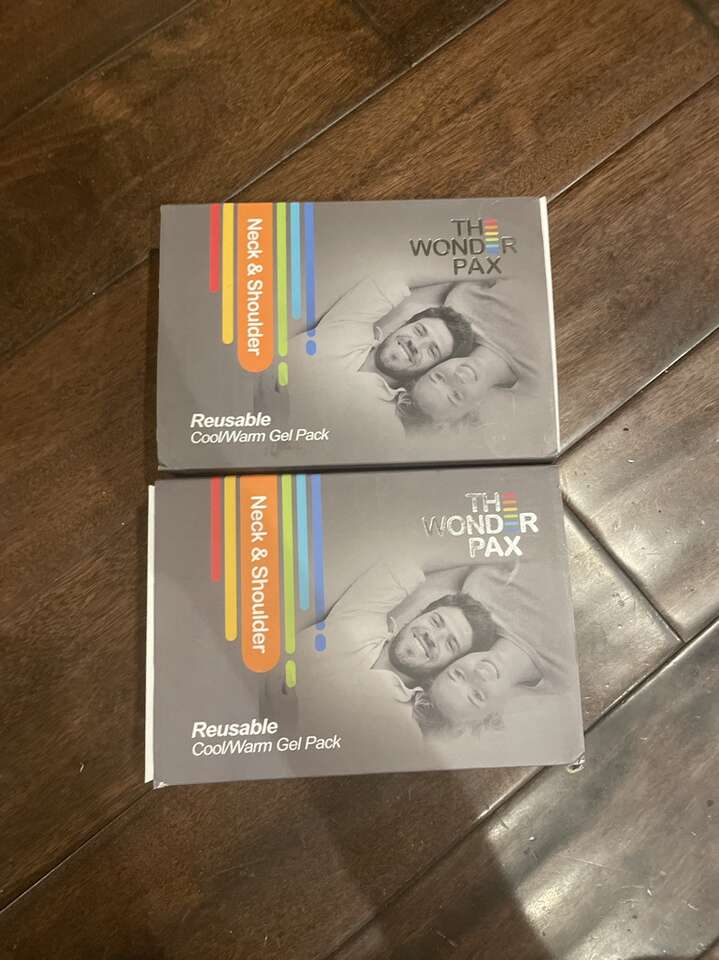 Neck & Shoulder
THE
WONDER
PAX
Reusable
Cool/Warm Gel Pack
Neck & Shoulder
THE
WONDER
PAX
Reusable
Cool/Warm Gel Pack